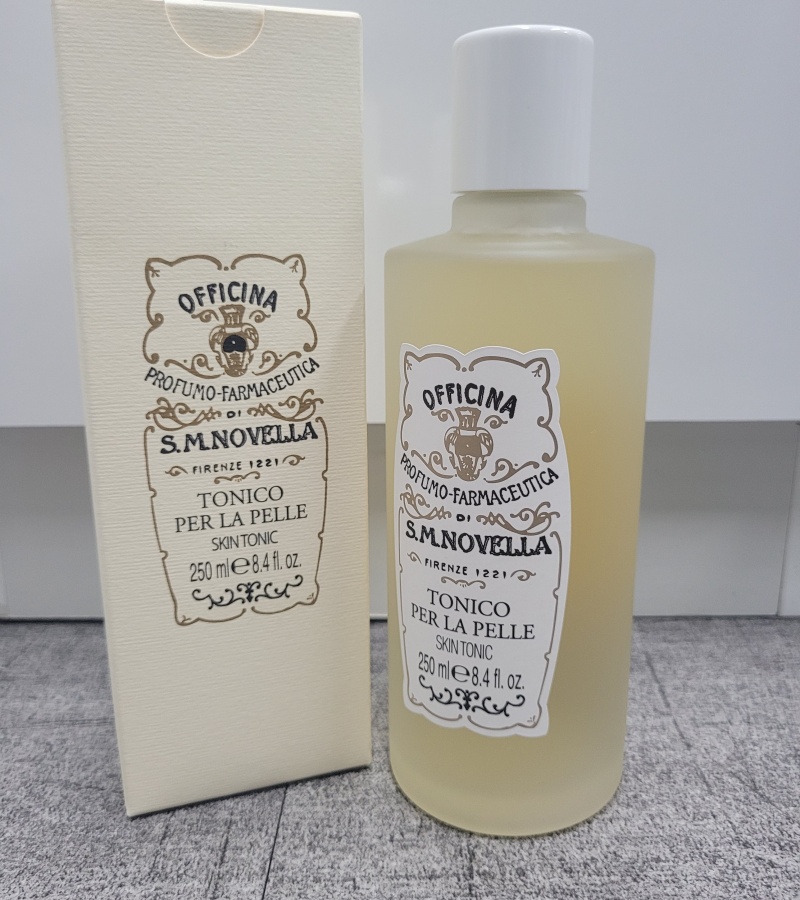 OFFICINA
PROFUMO-FARMACEUTICA
DI
S.M.NOVELLA
FIRENZE 1221
TONICO
PER LA PELLE
SKIN TONIC
250 ml℮8.4 fl. oz.
OFFICINA
PROFUMO-FARMACEUTICA
DI
S.M.NOVELLA
FIRENZE 1221
TONICO
PER LA PELLE
SKIN TONIC
250 ml℮8.4 fl. oz.